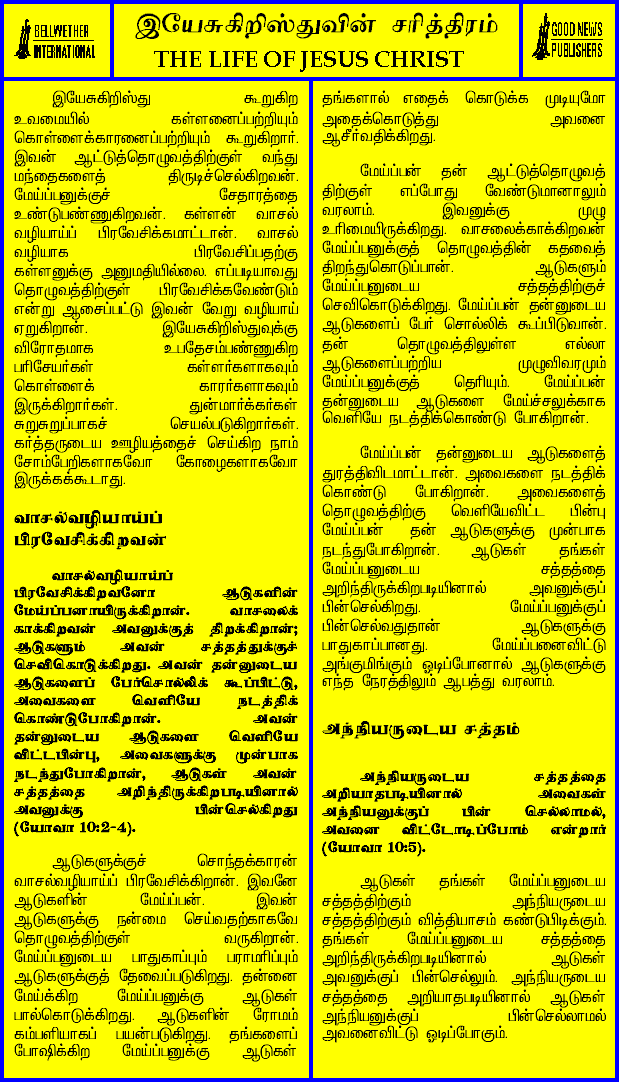 BELLWETHER
INTERNATIONAL
இயேசுகிறிஸ்துவின் சரித்திரம்
THE LIFE OF JESUS CHRIST
GOOD NEWS
PUBLISHERS
இயேசுகிறிஸ்து கூறுகிற
உவமையில் கள்ளனைப்பற்றியும்
கொள்ளைக்காரனைப்பற்றியும் கூறுகிறார்.
இவன் ஆட்டுத்தொழுவத்திற்குள் வந்து
மந்தைகளைத் திருடிச்செல்கிறவன்.
மேய்ப்பனுக்குச் சேதாரத்தை
உண்டுபண்ணுகிறவன். கள்ளன் வாசல்
வழியாய்ப் பிரவேசிக்கமாட்டான். வாசல்
வழியாக பிரவேசிப்பதற்கு
கள்ளனுக்கு அனுமதியில்லை. எப்படியாவது
தொழுவத்திற்குள் பிரவேசிக்கவேண்டும்
என்று ஆசைப்பட்டு இவன் வேறு வழியாய்
ஏறுகிறான். இயேசுகிறிஸ்துவுக்கு
விரோதமாக உபதேசம்பண்ணுகிற
பரிசேயர்கள் கள்ளர்களாகவும்
கொள்ளைக் காரர்களாகவும்
இருக்கிறார்கள். துன்மார்க்கர்கள்
சுறுசுறுப்பாகச் செயல்படுகிறார்கள்.
கர்த்தருடைய ஊழியத்தைச் செய்கிற நாம்
சோம்பேறிகளாகவோ கோழைகளாகவோ
இருக்கக்கூடாது.
வாசல்வழியாய்ப்
பிரவேசிக்கிறவன்
வாசல்வழியாய்ப்
பிரவேசிக்கிறவனோ ஆடுகளின்
மேய்ப்பனாயிருக்கிறான். வாசலைக்
காக்கிறவன் அவனுக்குத் திறக்கிறான்;
ஆடுகளும் அவன் சத்தத்துக்குச்
செவிகொடுக்கிறது. அவன் தன்னுடைய
ஆடுகளைப் பேர்சொல்லிக் கூப்பிட்டு,
அவைகளை வெளியே நடத்திக்
கொண்டுபோகிறான். அவன்
தன்னுடைய ஆடுகளை வெளியே
விட்டபின்பு, அவைகளுக்கு முன்பாக
நடந்துபோகிறான், ஆடுகள் அவன்
சத்தத்தை அறிந்திருக்கிறபடியினால்
அவனுக்கு பின்செல்கிறது
(யோவா 10:2-4).
ஆடுகளுக்குச் சொந்தக்காரன்
வாசல்வழியாய்ப் பிரவேசிக்கிறான். இவனே
ஆடுகளின் மேய்ப்பன். இவன்
ஆடுகளுக்கு நன்மை செய்வதற்காகவே
தொழுவத்திற்குள் வருகிறான்.
மேய்ப்பனுடைய பாதுகாப்பும் பராமரிப்பும்
ஆடுகளுக்குத் தேவைப்படுகிறது. தன்னை
மேய்க்கிற மேய்ப்பனுக்கு ஆடுகள்
பால்கொடுக்கிறது. ஆடுகளின் ரோமம்
கம்பளியாகப் பயன்படுகிறது. தங்களைப்
போஷிக்கிற மேய்ப்பனுக்கு ஆடுகள்
தங்களால் எதைக் கொடுக்க முடியுமோ
அதைக்கொடுத்து அவனை
ஆசீர்வதிக்கிறது.
மேய்ப்பன் தன் ஆட்டுத்தொழுவத்
திற்குள் எப்போது வேண்டுமானாலும்
வரலாம். இவனுக்கு முழு
உரிமையிருக்கிறது. வாசலைக்காக்கிறவன்
மேய்ப்பனுக்குத் தொழுவத்தின் கதவைத்
திறந்துகொடுப்பான். ஆடுகளும்
மேய்ப்பனுடைய சத்தத்திற்குச்
செவிகொடுக்கிறது. மேய்ப்பன் தன்னுடைய
ஆடுகளைப் பேர் சொல்லிக் கூப்பிடுவான்.
தன் தொழுவத்திலுள்ள எல்லா
ஆடுகளைப்பற்றிய முழுவிவரமும்
மேய்ப்பனுக்குத் தெரியும். மேய்ப்பன்
தன்னுடைய ஆடுகளை மேய்ச்சலுக்காக
வெளியே நடத்திக்கொண்டு போகிறான்.
மேய்ப்பன் தன்னுடைய ஆடுகளைத்
துரத்திவிடமாட்டான். அவைகளை நடத்திக்
கொண்டு போகிறான். அவைகளைத்
தொழுவத்திற்கு வெளியேவிட்ட பின்பு
மேய்ப்பன் தன் ஆடுகளுக்கு முன்பாக
நடந்துபோகிறான். ஆடுகள் தங்கள்
மேய்ப்பனுடைய சத்தத்தை
அறிந்திருக்கிறபடியினால் அவனுக்குப்
பின்செல்கிறது. மேய்ப்பனுக்குப்
பின்செல்வதுதான் ஆடுகளுக்கு
பாதுகாப்பானது. மேய்ப்பனைவிட்டு
அங்குமிங்கும் ஓடிப்போனால் ஆடுகளுக்கு
எந்த நேரத்திலும் ஆபத்து வரலாம்.
அந்நியருடைய சத்தம்
அந்நியருடைய சத்தத்தை
அறியாதபடியினால் அவைகள்
அந்நியனுக்குப் பின் செல்லாமல்,
அவனை விட்டோடிப்போம் என்றார்
(யோவா 10:5).
ஆடுகள் தங்கள் மேய்ப்பனுடைய
சத்தத்திற்கும் அந்நியருடைய
சத்தத்திற்கும் வித்தியாசம் கண்டுபிடிக்கும்.
தங்கள் மேய்ப்பனுடைய சத்தத்தை
அறிந்திருக்கிறபடியினால் ஆடுகள்
அவனுக்குப் பின்செல்லும். அந்நியருடைய
சத்தத்தை அறியாதபடியினால் ஆடுகள்
அந்நியனுக்குப் பின்செல்லாமல்
அவனைவிட்டு ஓடிப்போகும்.